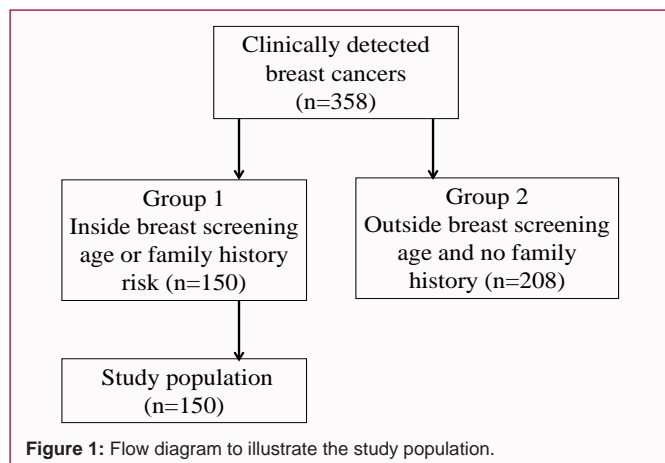 Clinically detected
breast cancers
(n=358)
Group 1
Inside breast screening
age or family history
risk (n=150)
Group 2
Outside breast screening
age and no family
history (n=208)
Study population
(n=150)
Figure 1: Flow diagram to illustrate the study population.